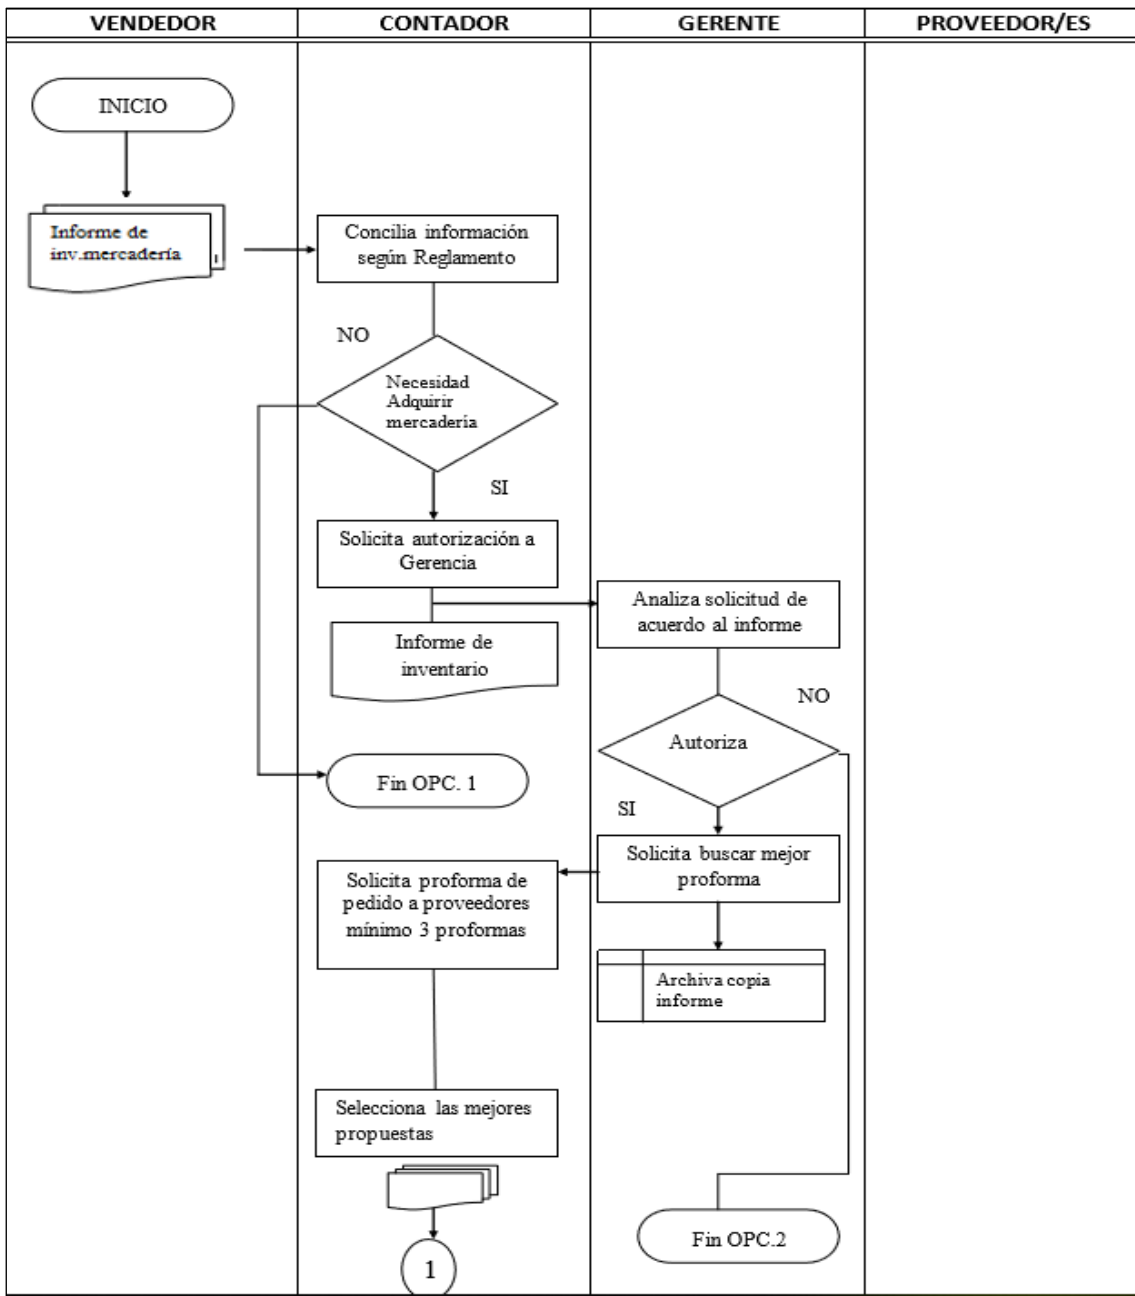 VENDEDOR
CONTADOR
GERENTE
PROVEEDOR/ES
INICIO
Informe de
inv.mercadería
1
Concilia información
según Reglamento
NO
Necesidad
Adquirir
mercadería
SI
Solicita autorización a
Gerencia
Analiza solicitud de
acuerdo al informe
Informe de
inventario
NO
Autoriza
Fin OPC. 1
SI
Solicita buscar mejor
proforma
Solicita proforma de
pedido a proveedores
mínimo 3 proformas
Archiva copia
informe
Selecciona las mejores
propuestas
Fin OPC.2
1